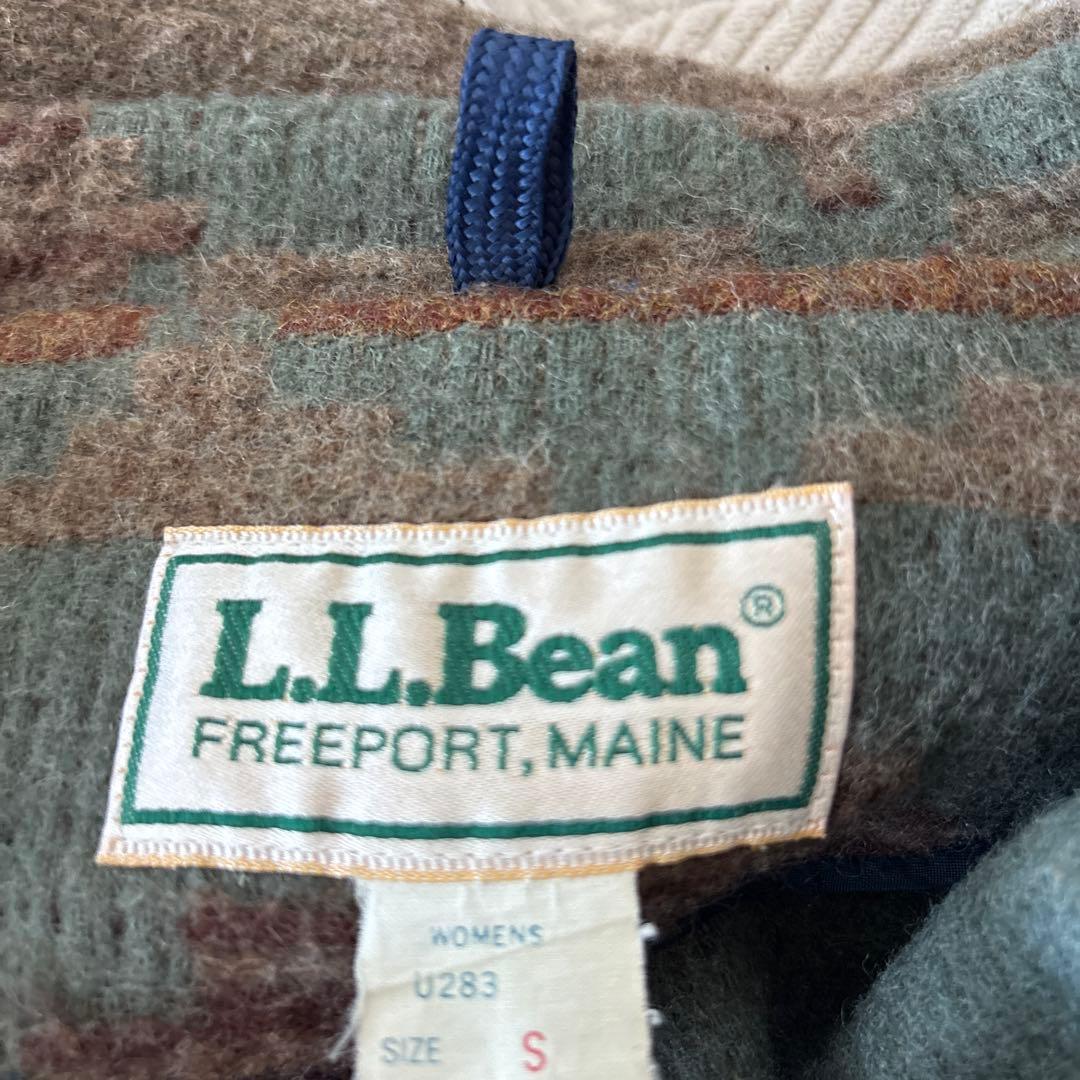 L.L.Bean®
FREEPORT, MAINE
WOMENS
U283
SIZE S